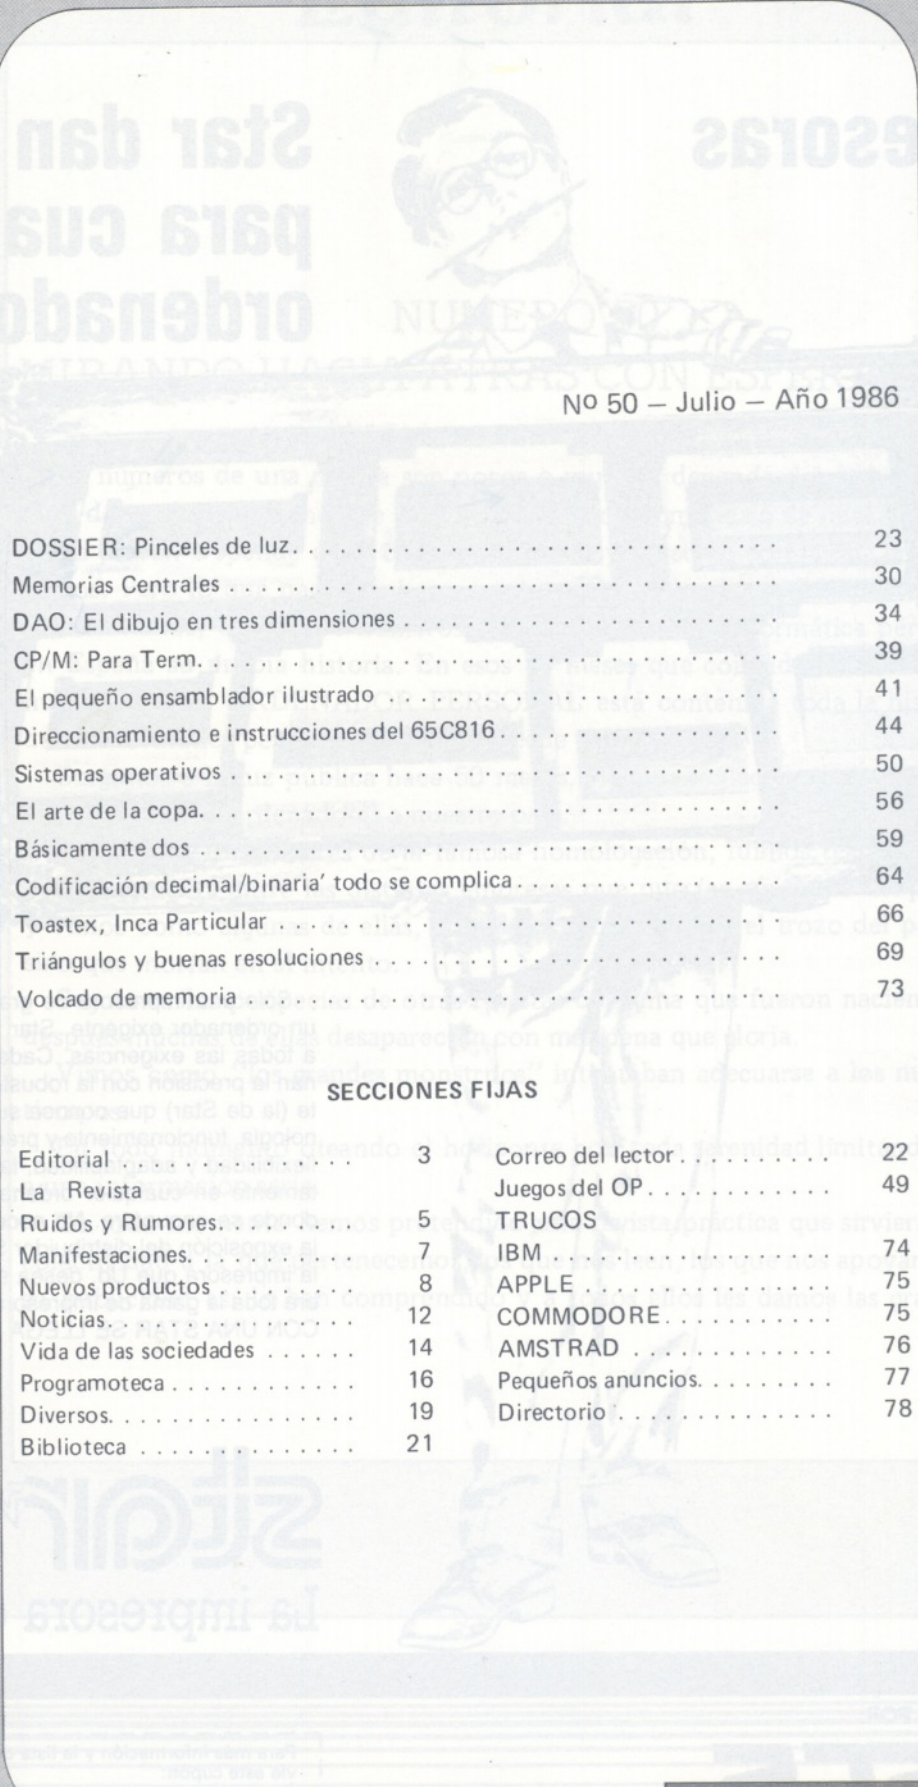 Nº 50 — Julio — Año 1986
DOSSIER: Pinceles de luz. . . . . . . . . . . . . . . . . . . . . . . . . . . . . . . 23
Memorias Centrales . . . . . . . . . . . . . . . . . . . . . . . . . . . . . . . . . . 30
DAO: El dibujo en tres dimensiones . . . . . . . . . . . . . . . . . . . . . . . 34
CP/M: Para Term. . . . . . . . . . . . . . . . . . . . . . . . . . . . . . . . . . . . 39
El pequeño ensamblador ilustrado . . . . . . . . . . . . . . . . . . . . . . . . 41
Direccionamiento e instrucciones del 65C816 . . . . . . . . . . . . . . . . . 44
Sistemas operativos . . . . . . . . . . . . . . . . . . . . . . . . . . . . . . . . . . 50
El arte de la copa. . . . . . . . . . . . . . . . . . . . . . . . . . . . . . . . . . . . 56
Básicamente dos . . . . . . . . . . . . . . . . . . . . . . . . . . . . . . . . . . . . 59
Codificación decimal/binaria′ todo se complica . . . . . . . . . . . . . . . . 64
Toastex, Inca Particular . . . . . . . . . . . . . . . . . . . . . . . . . . . . . . . 66
Triángulos y buenas resoluciones . . . . . . . . . . . . . . . . . . . . . . . . . 69
Volcado de memoria . . . . . . . . . . . . . . . . . . . . . . . . . . . . . . . . . 73
SECCIONES FIJAS
Editorial . . . . . . . . . . . . . . . 3
La Revista
Ruidos y Rumores. . . . . . . . . 5
Manifestaciones. . . . . . . . . . . 7
Nuevos productos . . . . . . . . . 8
Noticias. . . . . . . . . . . . . . . . 12
Vida de las sociedades . . . . . . 14
Programoteca . . . . . . . . . . . . 16
Diversos. . . . . . . . . . . . . . . . 19
Biblioteca . . . . . . . . . . . . . . 21
Correo del lector . . . . . . . . . . 22
Juegos del OP. . . . . . . . . . . . 49
TRUCOS
IBM . . . . . . . . . . . . . . . . . . 74
APPLE . . . . . . . . . . . . . . . . 75
COMMODORE. . . . . . . . . . . 75
AMSTRAD . . . . . . . . . . . . . 76
Pequeños anuncios. . . . . . . . . 77
Directorio . . . . . . . . . . . . . . 78